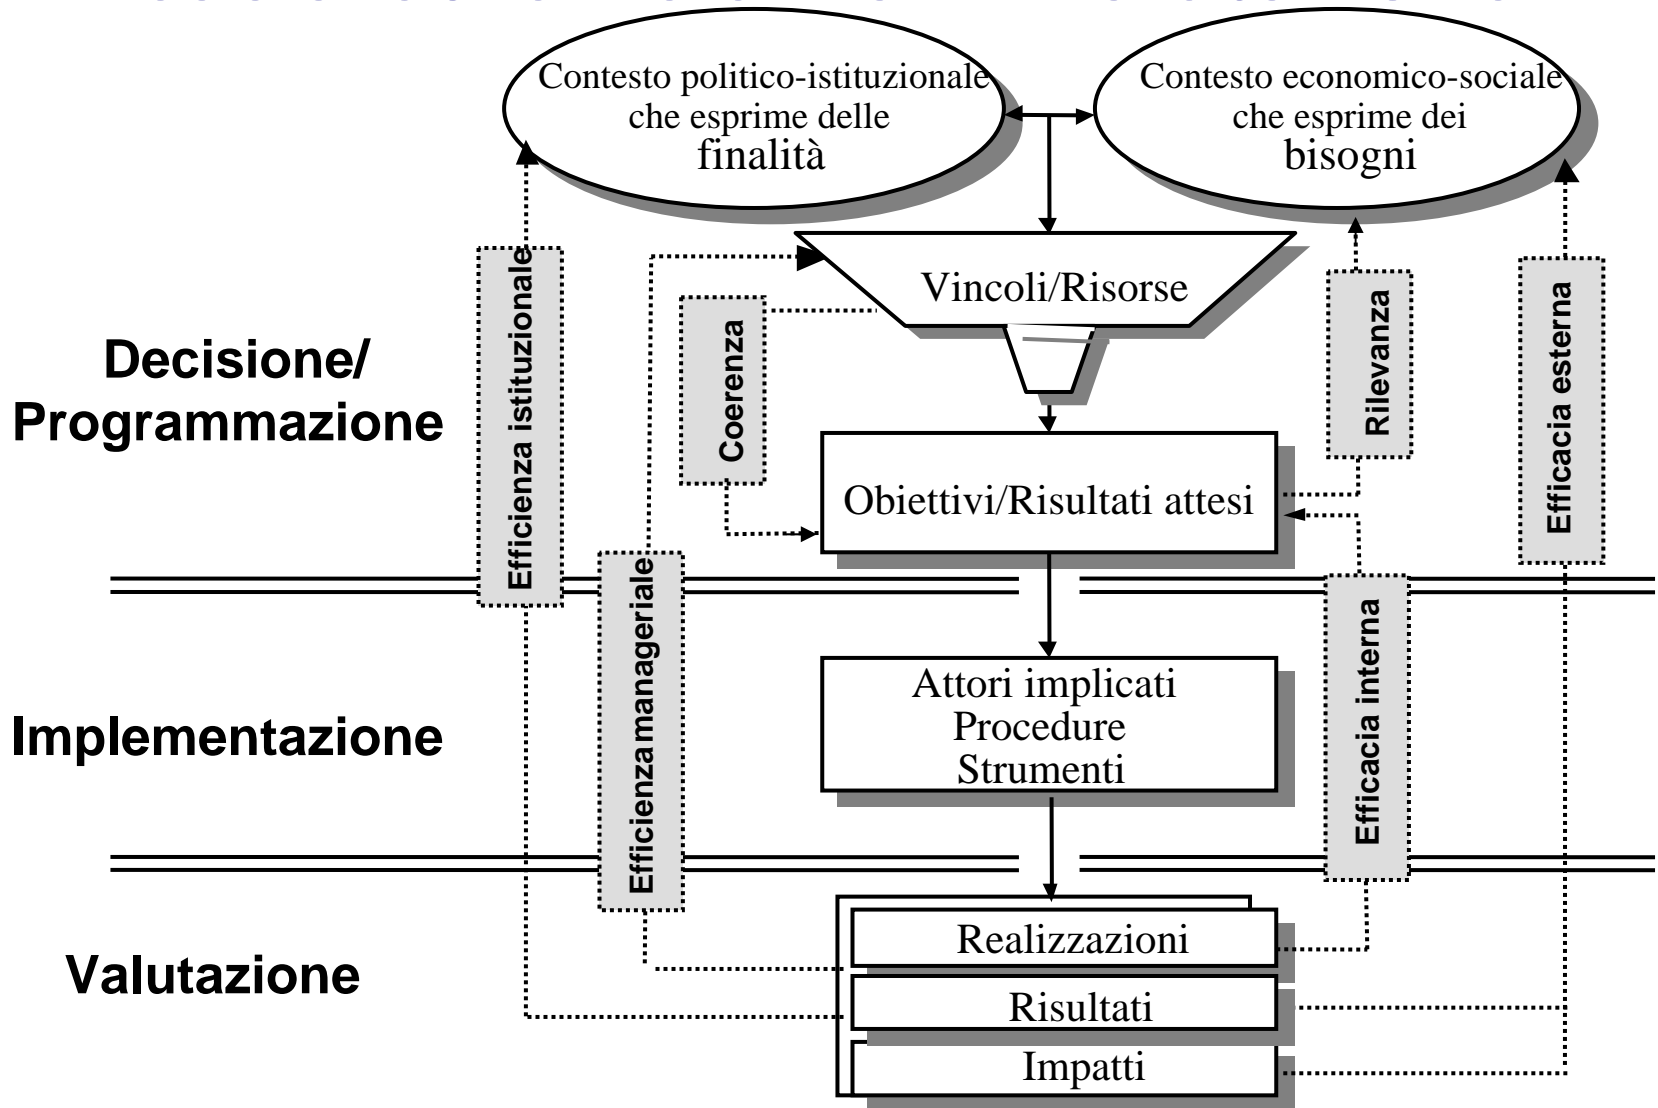 Contesto politico-istituzionale
che esprime delle
finalità
Contesto economico-sociale
che esprime dei
bisogni
Vincoli/Risorse
Efficienza istituzionale
Coerenza
Rilevanza
Efficacia esterna
Decisione/
Programmazione
Obiettivi/Risultati attesi
Efficienzamanageriale
Efficacia interna
Implementazione
Attori implicati
Procedure
Strumenti
Valutazione
Realizzazioni
Risultati
Impatti